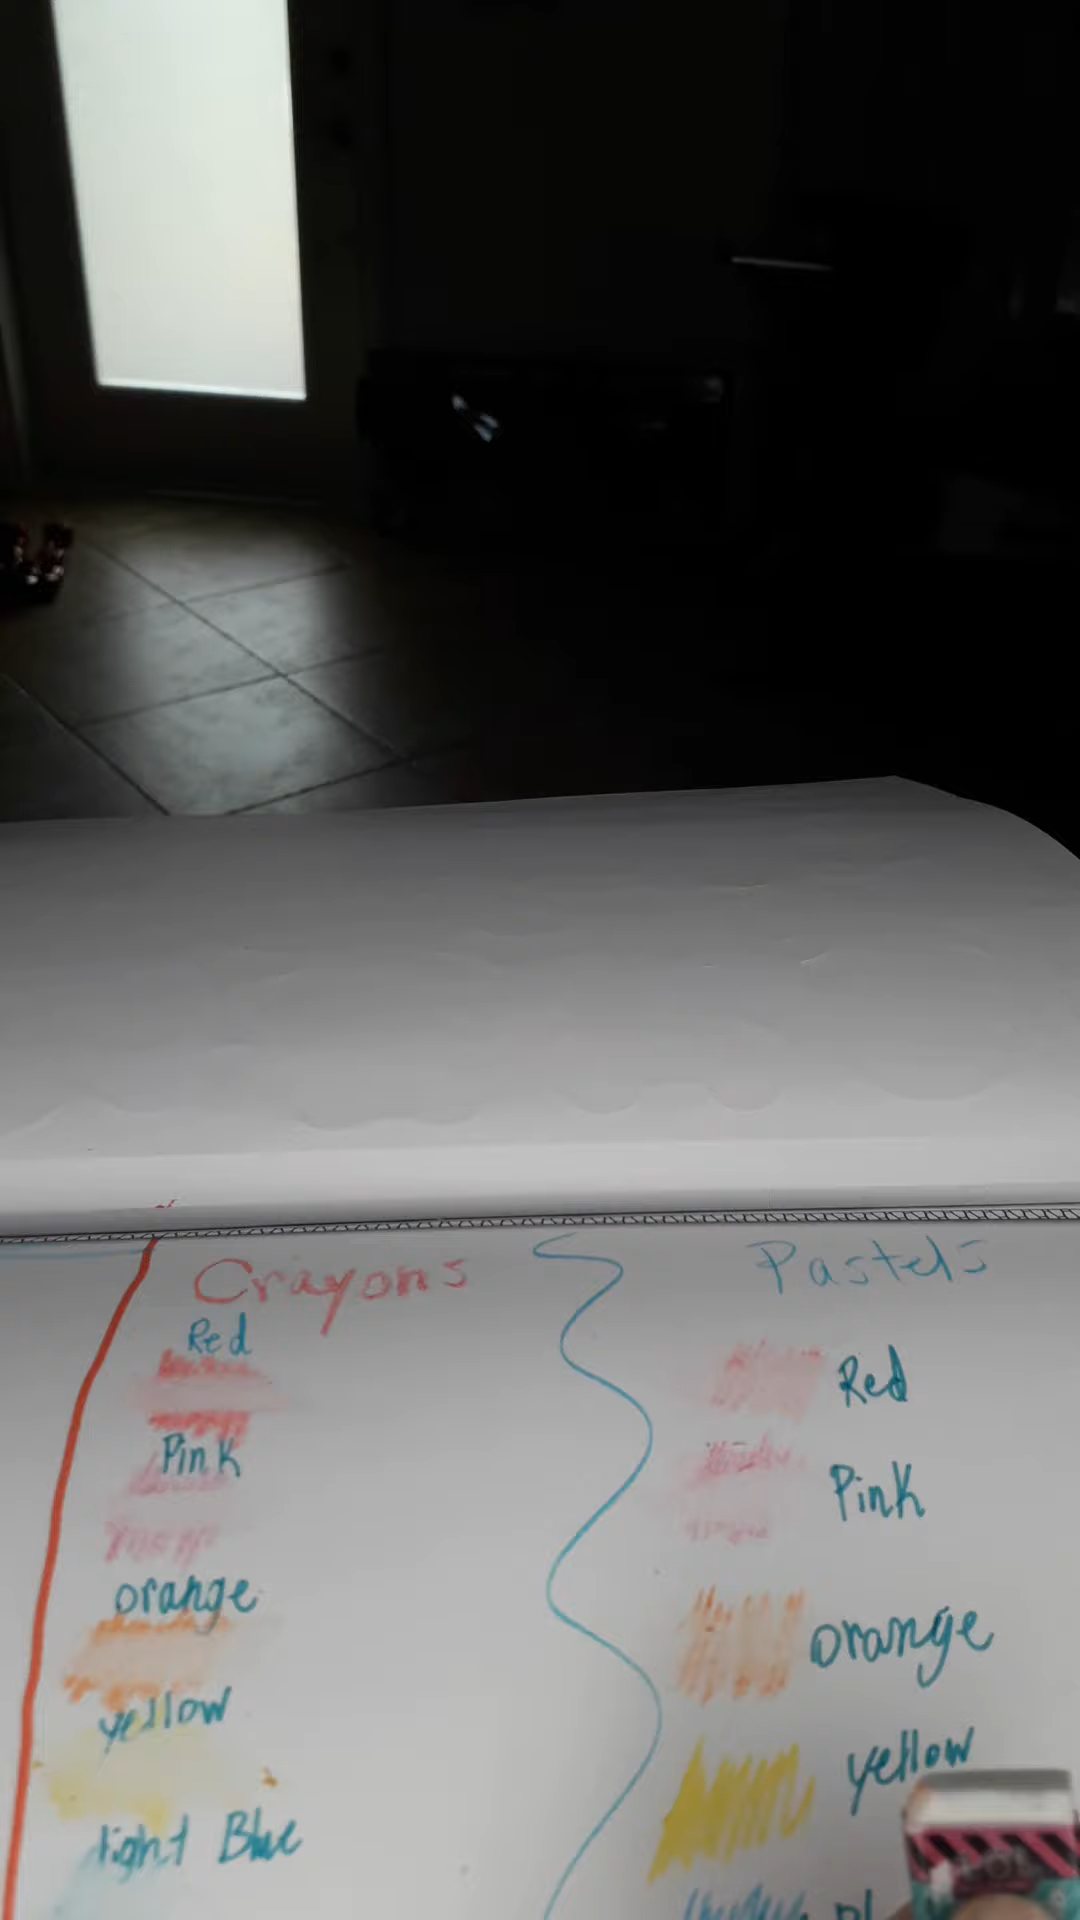 Crayons
Red
Pink
orange
yellow
light Blue
Pastels
Red
Pink
orange
yellow